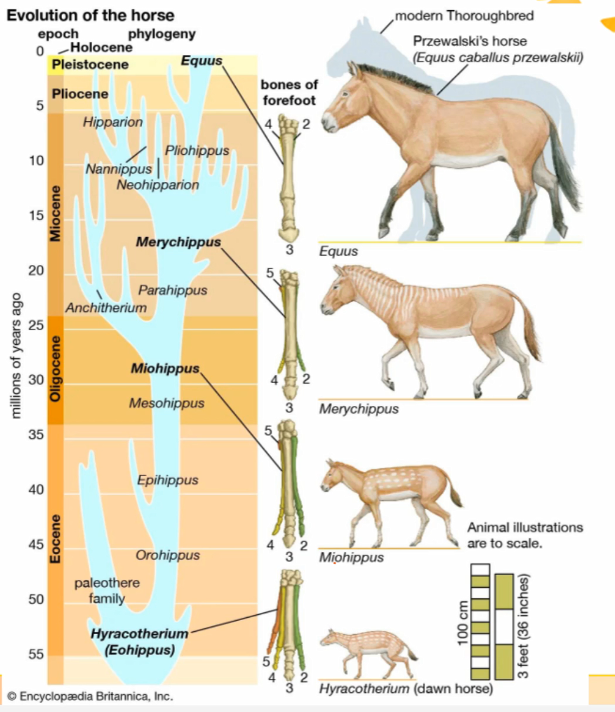 Evolution of the horse
epoch
phylogeny
0
Holocene
Pleistocene
Equus
Pliocene
5
Hipparion
Pliohippus
10
Nannippus
Neohipparion
Miocene
15
Merychippus
20
Parahippus
Anchitherium
25
millions of years ago
Oligocene
Miohippus
30
Mesohippus
35
Epihippus
40
Eocene
45
Orohippus
paleothere
family
50
Hyracotherium
(Eohippus)
55
bones of
forefoot
4
2
3
5
4
2
3
5
4
2
3
5
4
2
3
modern Thoroughbred
Przewalski's horse
(Equus caballus przewalskii)
Equus
Merychippus
Miohippus
Animal illustrations
are to scale.
100 cm
3 feet (36 inches)
Hyracotherium (dawn horse)
© Encyclopædia Britannica, Inc.